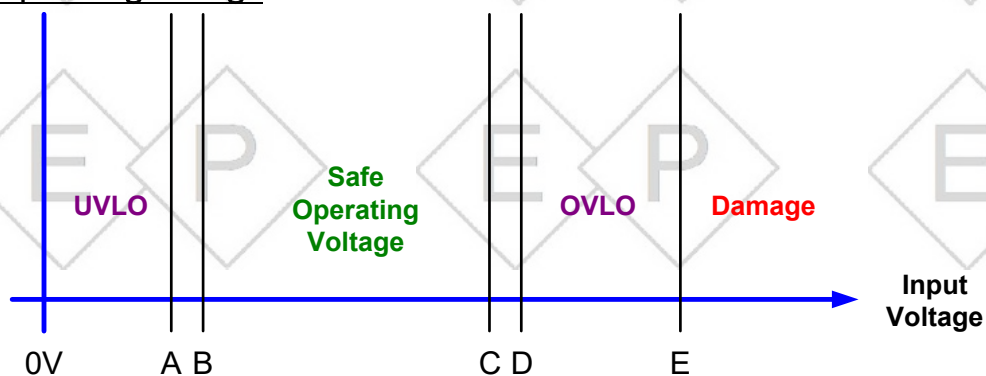 UVLO
Safe
Operating
Voltage
OVLO
Damage
Input
Voltage
0V A B C D E
E P E P E